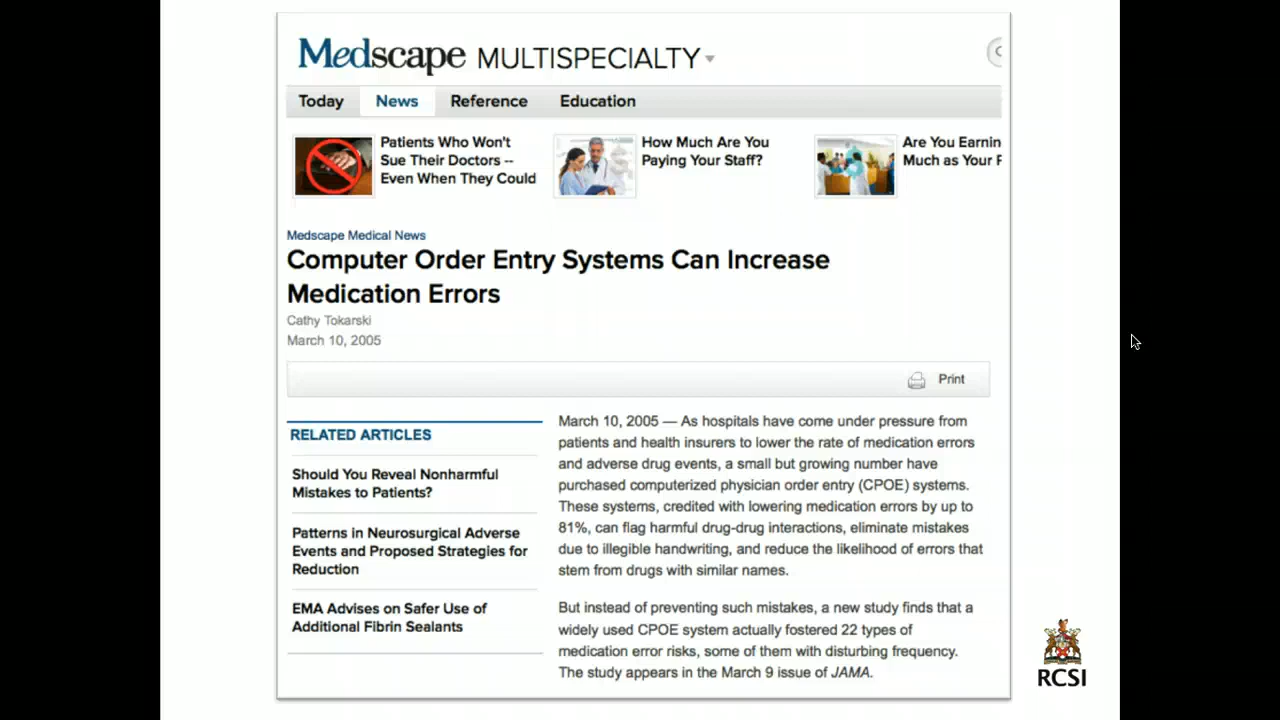 Medscape MULTISPECIALTY
Today News Reference Education
Patients Who Won't
Sue Their Doctors --
Even When They Could
How Much Are You
Paying Your Staff?
Are You Earnin
Much as Your
Medscape Medical News
Computer Order Entry Systems Can Increase
Medication Errors
Cathy Tokarski
March 10, 2005
Print
RELATED ARTICLES
Should You Reveal Nonharmful
Mistakes to Patients?
Patterns in Neurosurgical Adverse
Events and Proposed Strategies for
Reduction
EMA Advises on Safer Use of
Additional Fibrin Sealants
March 10, 2005 — As hospitals have come under pressure from
patients and health insurers to lower the rate of medication errors
and adverse drug events, a small but growing number have
purchased computerized physician order entry (CPOE) systems.
These systems, credited with lowering medication errors by up to
81%, can flag harmful drug-drug interactions, eliminate mistakes
due to illegible handwriting, and reduce the likelihood of errors that
stem from drugs with similar names.
But instead of preventing such mistakes, a new study finds that a
widely used CPOE system actually fostered 22 types of
medication error risks, some of them with disturbing frequency.
The study appears in the March 9 issue of JAMA.
RCSI